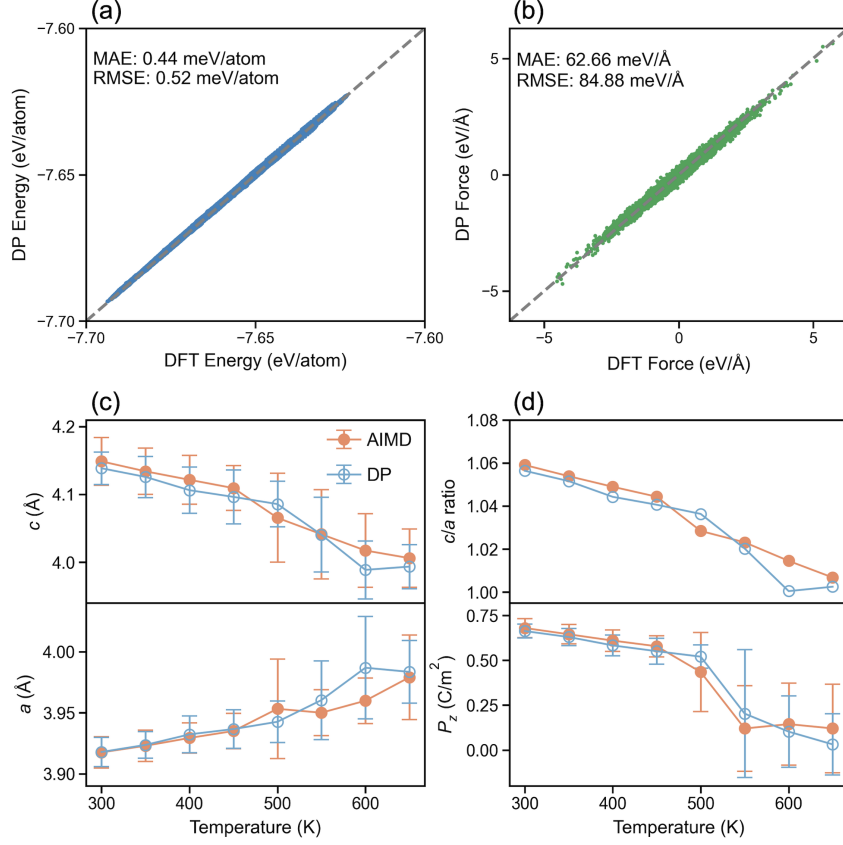 (a)
−7.60
MAE: 0.44 meV/atom
RMSE: 0.52 meV/atom
DP Energy (eV/atom)
−7.65
−7.70
−7.70
−7.65
−7.60
DFT Energy (eV/atom)
(b)
MAE: 62.66 meV/Å
RMSE: 84.88 meV/Å
DP Force (eV/Å)
5
0
−5
−5
0
5
DFT Force (eV/Å)
(c)
4.2
4.1
4.0
c (Å)
AIMD
DP
4.00
3.95
3.90
a (Å)
300
400
500
600
Temperature (K)
(d)
1.08
1.06
1.04
1.02
1.00
c/a ratio
0.75
0.50
0.25
0.00
Pz (C/m²)
300
400
500
600
Temperature (K)